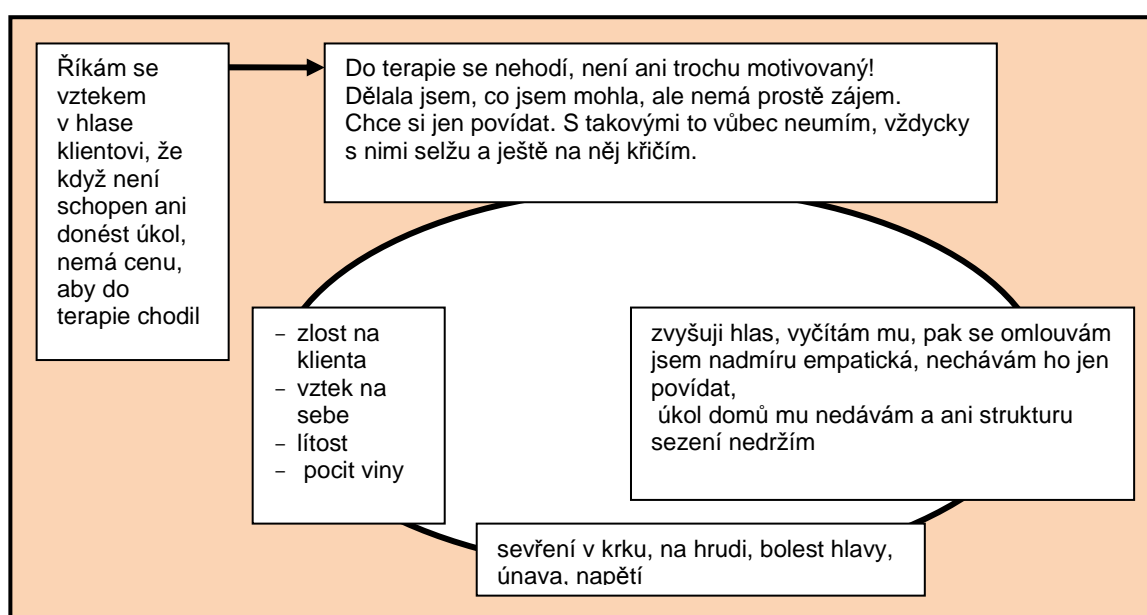 Říkám se
vztekem
v hlase
klientovi, že
když není
schopen ani
donést úkol,
nemá cenu,
aby do
terapie chodil
Do terapie se nehodí, není ani trochu motivovaný!
Dělala jsem, co jsem mohla, ale nemá prostě zájem.
Chce si jen povídat. S takovými to vůbec neumím, vždycky
s nimi selžu a ještě na něj křičím.
– zlost na
klienta
– vztek na
sebe
– lítost
– pocit viny
zvyšuji hlas, vyčítám mu, pak se omlouvám
jsem nadmíru empatická, nechávám ho jen
povídat,
úkol domů mu nedávám a ani strukturu
sezení nedržím
sevření v krku, na hrudi, bolest hlavy,
únava, napětí